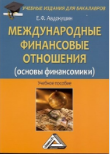 УЧЕБНЫЕ ИЗДАНИЯ ДЛЯ БАКАЛАВРОВ
Е.Ф. Авдокушин
МЕЖДУНАРОДНЫЕ
ФИНАНСОВЫЕ
ОТНОШЕНИЯ
(основы финансомики)
Учебное пособие